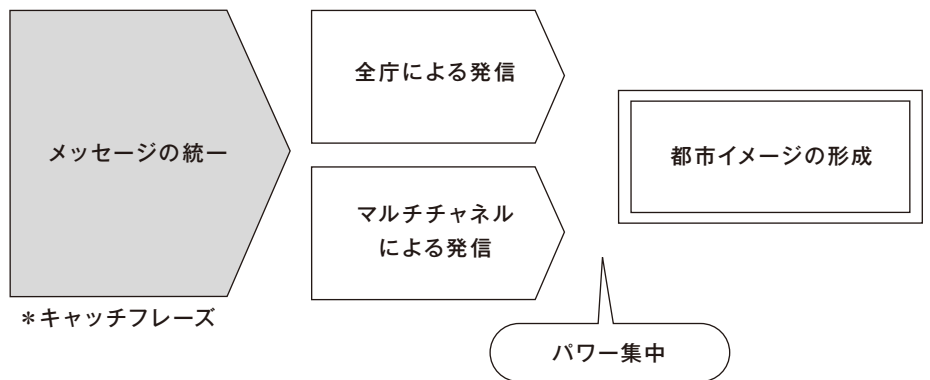 メッセージの統一
＊キャッチフレーズ
全庁による発信
マルチチャネル
による発信
都市イメージの形成
パワー集中